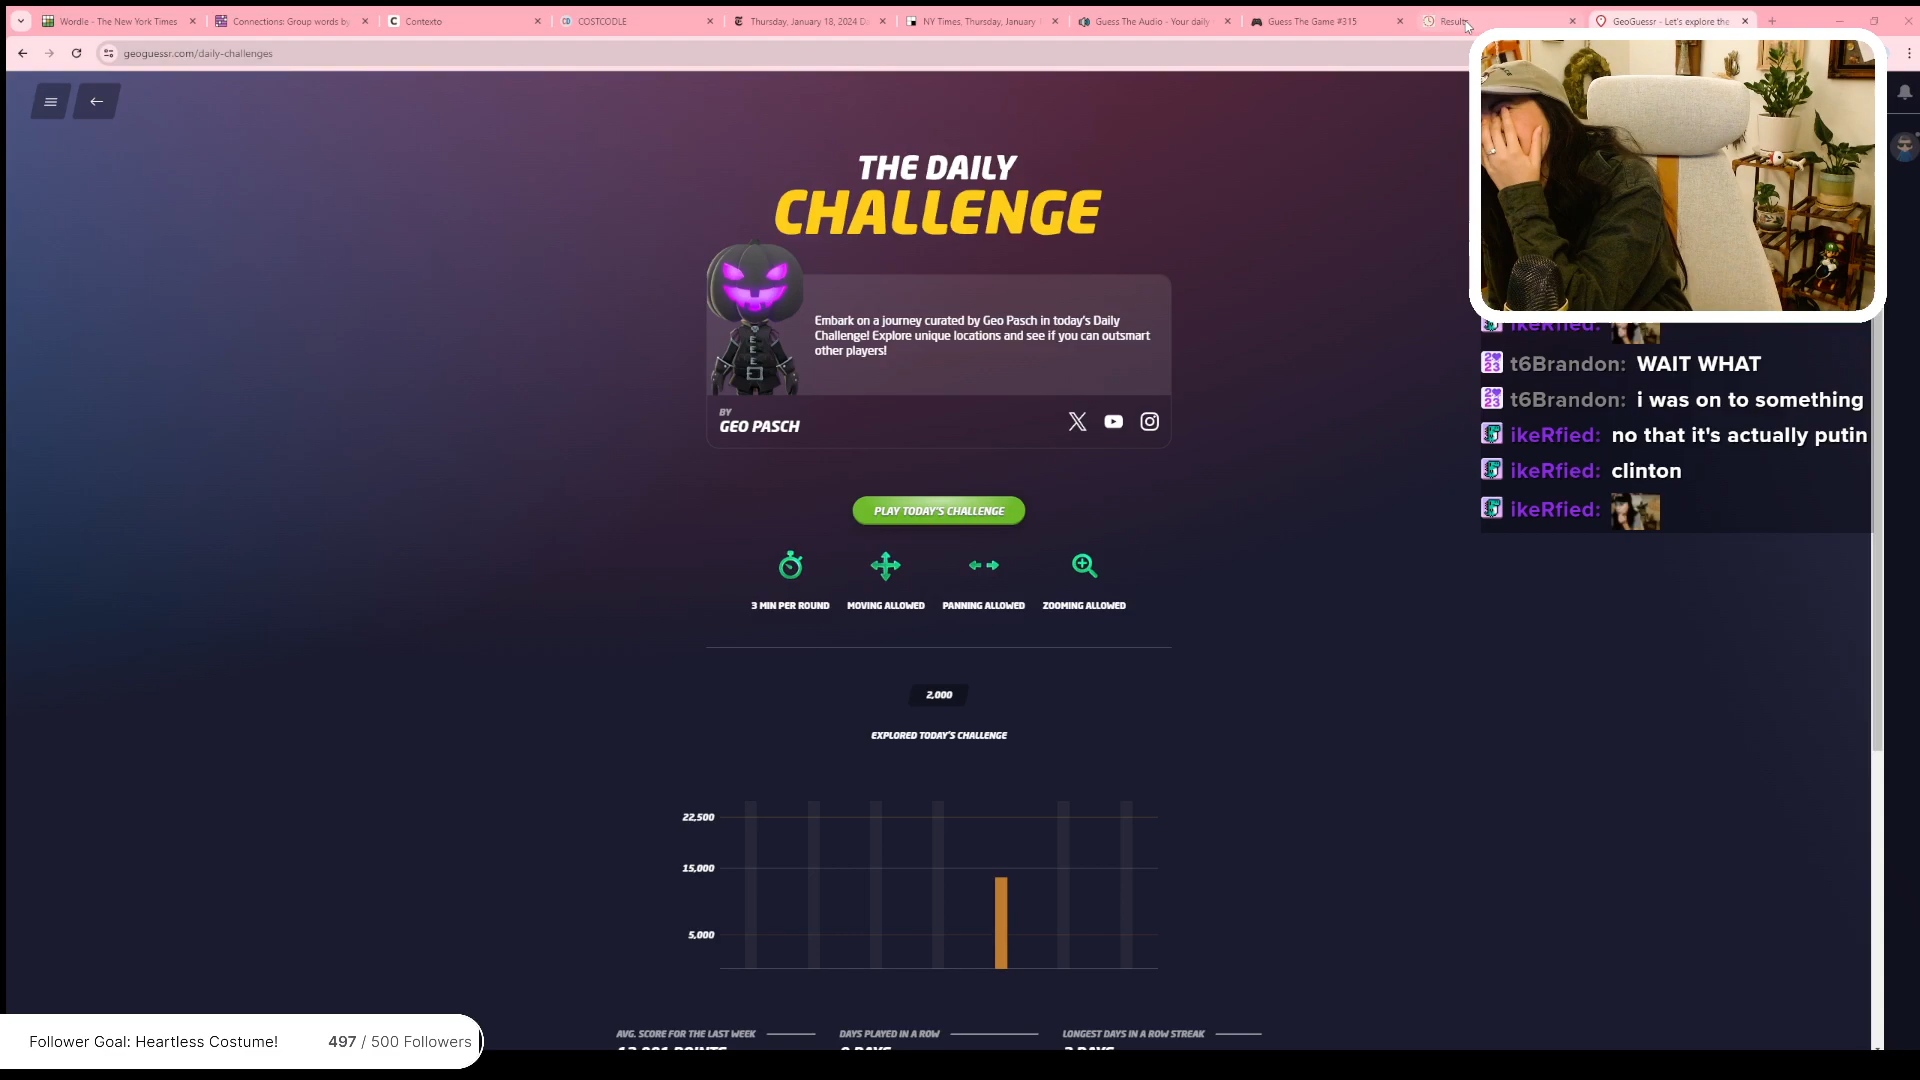 Wordle - The New York Times
Connections: Group words by
Contexto
COSTCODLE
Thursday, January 18, 2024 D
NY Times, Thursday, January
Guess The Audio - Your daily
Guess The Game #315
Results
GeoGuessr - Let's explore the
geoguessr.com/daily-challenges
THE DAILY
CHALLENGE
Embark on a journey curated by Geo Pasch in today's Daily
Challenge! Explore unique locations and see if you can outsmart
other players!
BY
GEO PASCH
PLAY TODAY'S CHALLENGE
3 MIN PER ROUND
MOVING ALLOWED
PANNING ALLOWED
ZOOMING ALLOWED
2,000
EXPLORED TODAY'S CHALLENGE
22,500
15,000
5,000
AVG. SCORE FOR THE LAST WEEK
DAYS PLAYED IN A ROW
LONGEST DAYS IN A ROW STREAK
ikeRfied:
t6Brandon: WAIT WHAT
t6Brandon: i was on to something
ikeRfied: no that it's actually putin
ikeRfied: clinton
ikeRfied:
Follower Goal: Heartless Costume!
497 / 500 Followers